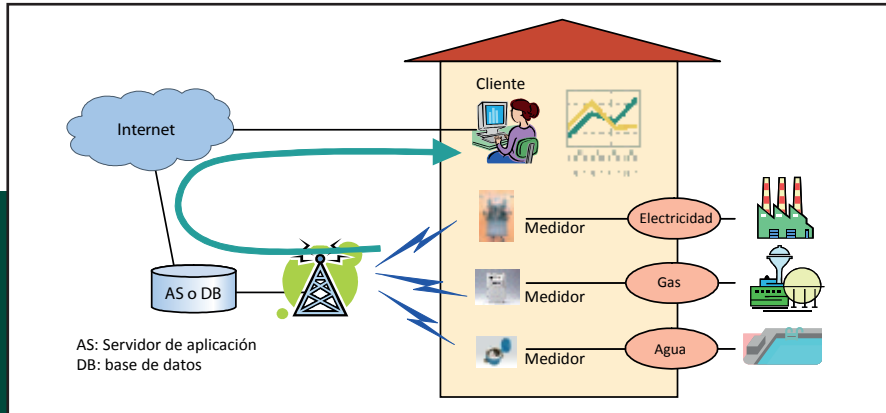 Cliente
Internet
Electricidad
Medidor
Gas
AS o DB
Medidor
AS: Servidor de aplicación
DB: base de datos
Agua
Medidor